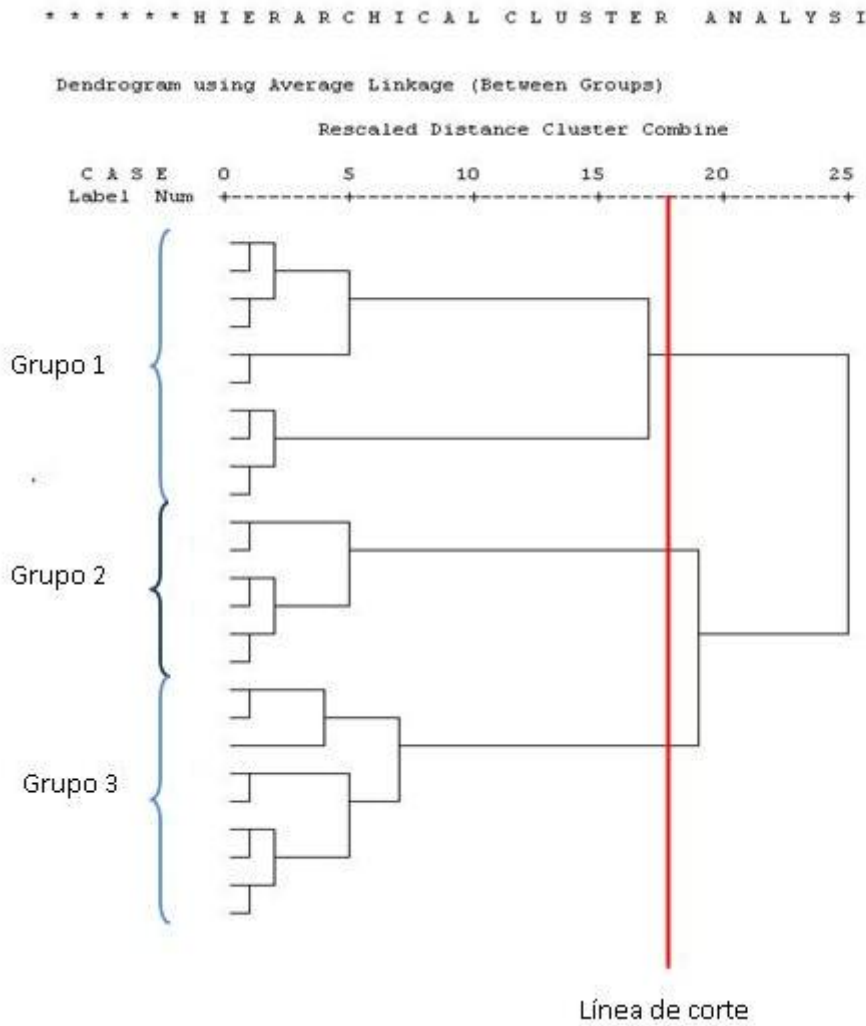 * * * * * * H I E R A R C H I C A L   C L U S T E R   A N A L Y S I
Dendrogram using Average Linkage (Between Groups)
Rescaled Distance Cluster Combine
C A S E 0 5 10 15 20 25
Label Num +---------+---------+---------+---------+---------+
Grupo 1
Grupo 2
Grupo 3
Línea de corte